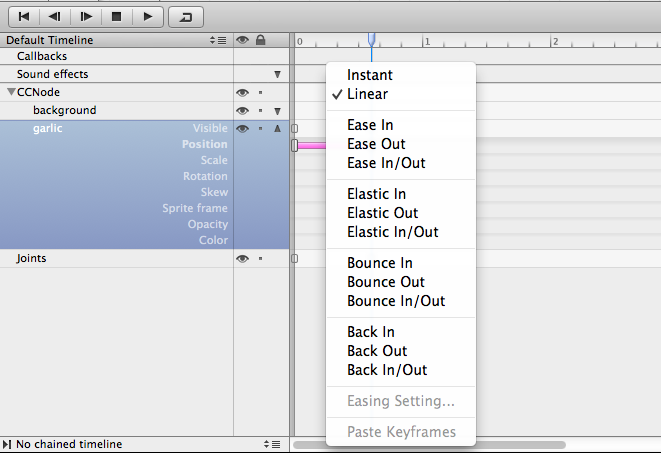 Default Timeline
0 1 2
Callbacks
Sound effects
CCNode
background
garlic Visible
Position
Scale
Rotation
Skew
Sprite frame
Opacity
Color
Joints
No chained timeline
Instant
Linear
Ease In
Ease Out
Ease In/Out
Elastic In
Elastic Out
Elastic In/Out
Bounce In
Bounce Out
Bounce In/Out
Back In
Back Out
Back In/Out
Easing Setting...
Paste Keyframes